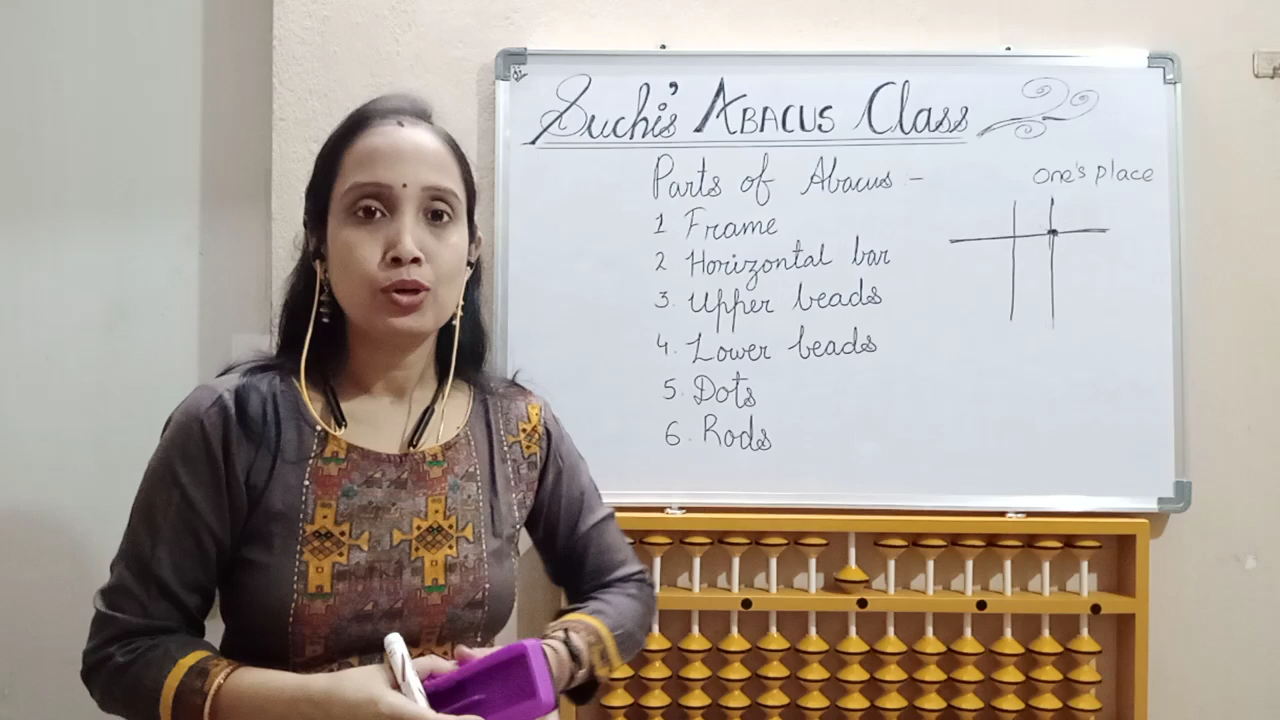 Suchi's ABACUS Class
Parts of Abacus -
one's place
1 Frame
2 Horizontal bar
3. Upper beads
4. Lower beads
5. Dots
6. Rods